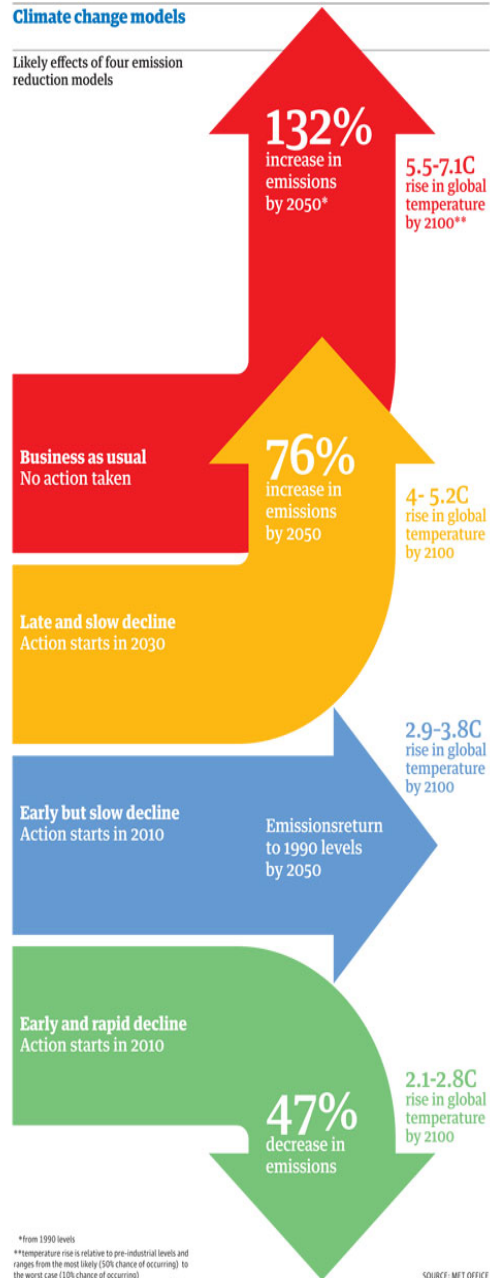 Climate change models
Likely effects of four emission
reduction models
132%
increase in
emissions
by 2050*
5.5-7.1C
rise in global
temperature
by 2100**
Business as usual
No action taken
76%
increase in
emissions
by 2050
4- 5.2C
rise in global
temperature
by 2100
Late and slow decline
Action starts in 2030
2.9-3.8C
rise in global
temperature
by 2100
Early but slow decline
Action starts in 2010
Emissionsreturn
to 1990 levels
by 2050
Early and rapid decline
Action starts in 2010
2.1-2.8C
rise in global
temperature
by 2100
47%
decrease in
emissions
*from 1990 levels
**temperature rise is relative to pre-industrial levels and
ranges from the most likely (50% chance of occurring) to
the worst case (10% chance of occurring)
SOURCE: MET OFFICE